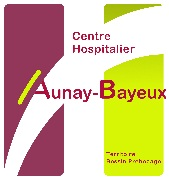 Centre
Hospitalier
Aunay-Bayeux
Territoire
Bessin Prébocage